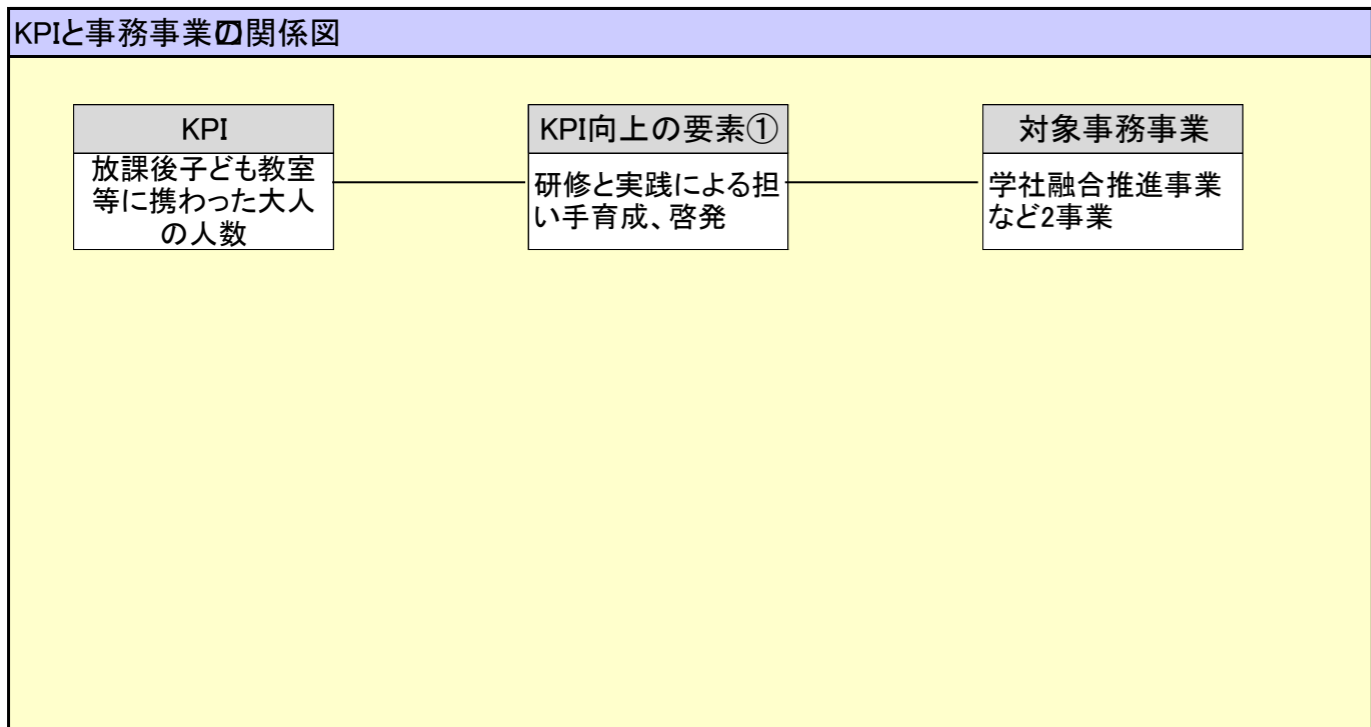 KPIと事務事業の関係図
KPI
放課後子ども教室
等に携わった大人
の人数
KPI向上の要素①
研修と実践による担
い手育成、啓発
対象事務事業
学社融合推進事業
など2事業